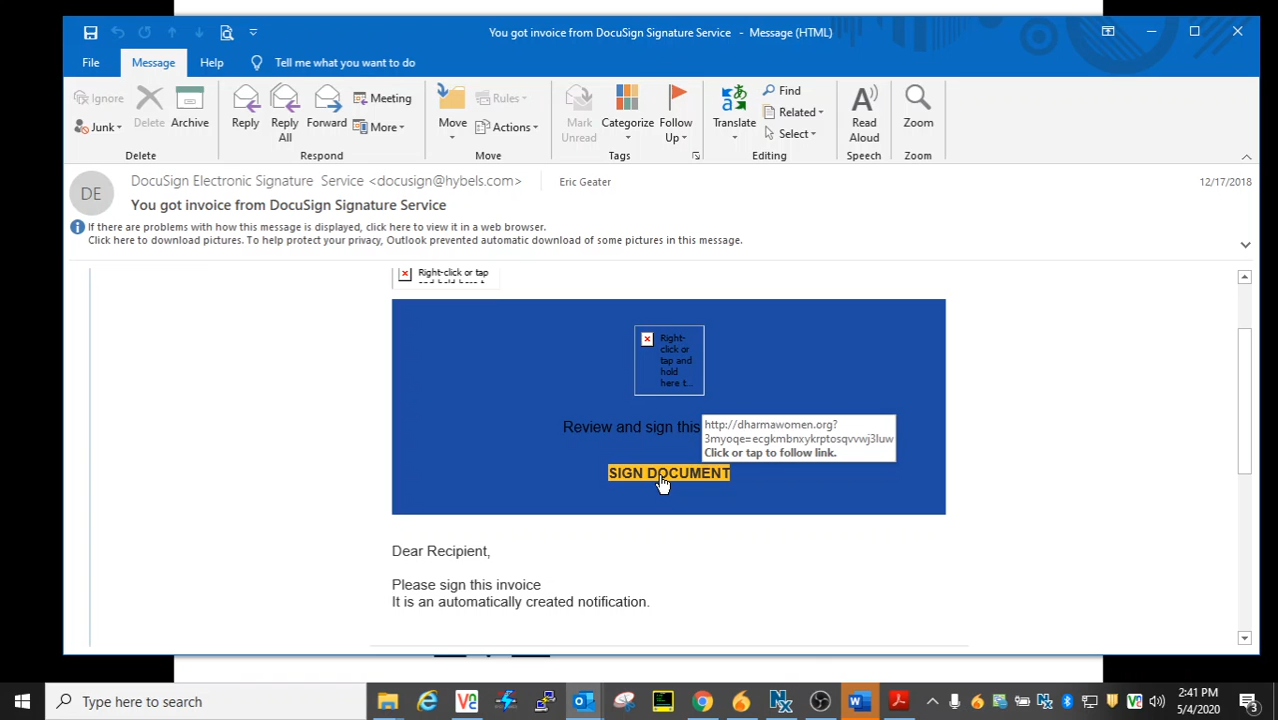 You got invoice from DocuSign Signature Service - Message (HTML)
File
Message
Help
Tell me what you want to do
Ignore
Junk
Delete
Archive
Delete
Reply
Reply All
Forward
Meeting
More
Respond
Move
Rules
Actions
Move
Mark Unread
Categorize
Follow Up
Tags
Translate
Find
Related
Select
Editing
Read Aloud
Speech
Zoom
Zoom
DE
DocuSign Electronic Signature Service <docusign@hybels.com>
Eric Geater
12/17/2018
You got invoice from DocuSign Signature Service
If there are problems with how this message is displayed, click here to view it in a web browser.
Click here to download pictures. To help protect your privacy, Outlook prevented automatic download of some pictures in this message.
Right-click or tap
Right-
click or
tap and
hold
here t...
Review and sign this
http://dharmawomen.org?
3myoqe=ecgkmbnxykrptosqvvwj3luw
Click or tap to follow link.
SIGN DOCUMENT
Dear Recipient,
Please sign this invoice
It is an automatically created notification.
Type here to search
2:41 PM
5/4/2020
3